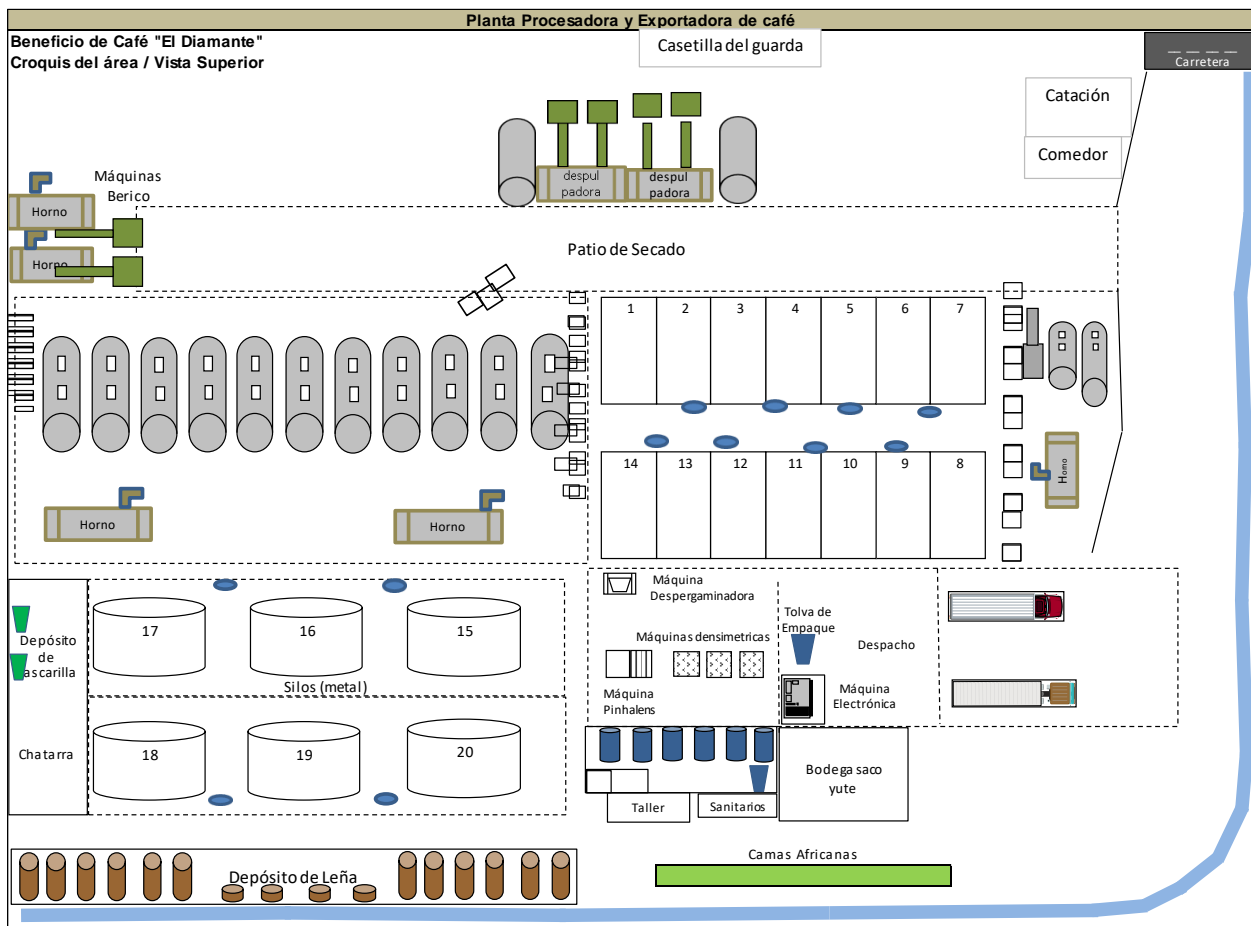 Planta Procesadora y Exportadora de café
Beneficio de Café "El Diamante"
Croquis del área / Vista Superior
Casetilla del guarda
Carretera
Catación
Comedor
Máquinas
Berico
despul
padora
despul
padora
Horno
Horno
Patio de Secado
1 2 3 4 5 6 7
14 13 12 11 10 9 8
Horno
Horno
Horno
Máquina
Despergaminadora
Tolva de
Empaque
Máquinas densimetricas
Despacho
Máquina
Pinhalens
Máquina
Electrónica
Depósito
de
ascarilla
17 16 15
Silos (metal)
Chatarra
18 19 20
Bodega saco
yute
Taller
Sanitarios
Camas Africanas
Depósito de Leña